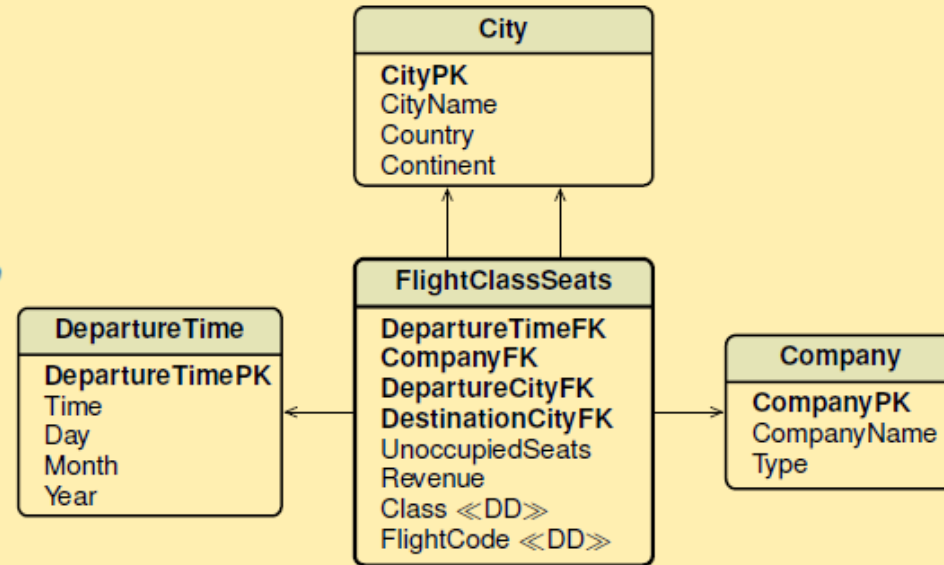 City
CityPK
CityName
Country
Continent
FlightClassSeats
DepartureTimeFK
CompanyFK
DepartureCityFK
DestinationCityFK
UnoccupiedSeats
Revenue
Class ≪DD≫
FlightCode ≪DD≫
DepartureTime
DepartureTimePK
Time
Day
Month
Year
Company
CompanyPK
CompanyName
Type